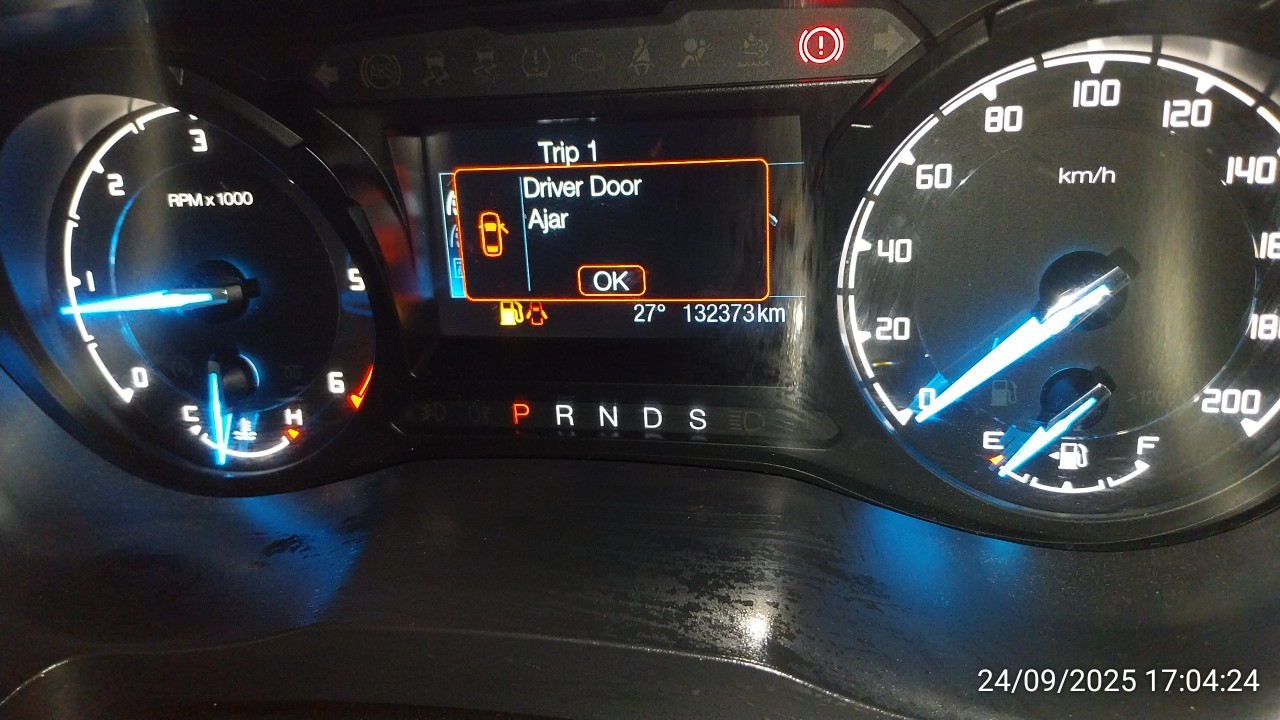 ABS
3
2
RPM x 1000
1
5
0
6
C
H
Trip 1
Driver Door
Ajar
OK
27° 132373km
P R N D S
100
80
120
60
km/h
140
40
20
0
200
E
F
24/09/2025 17:04:24